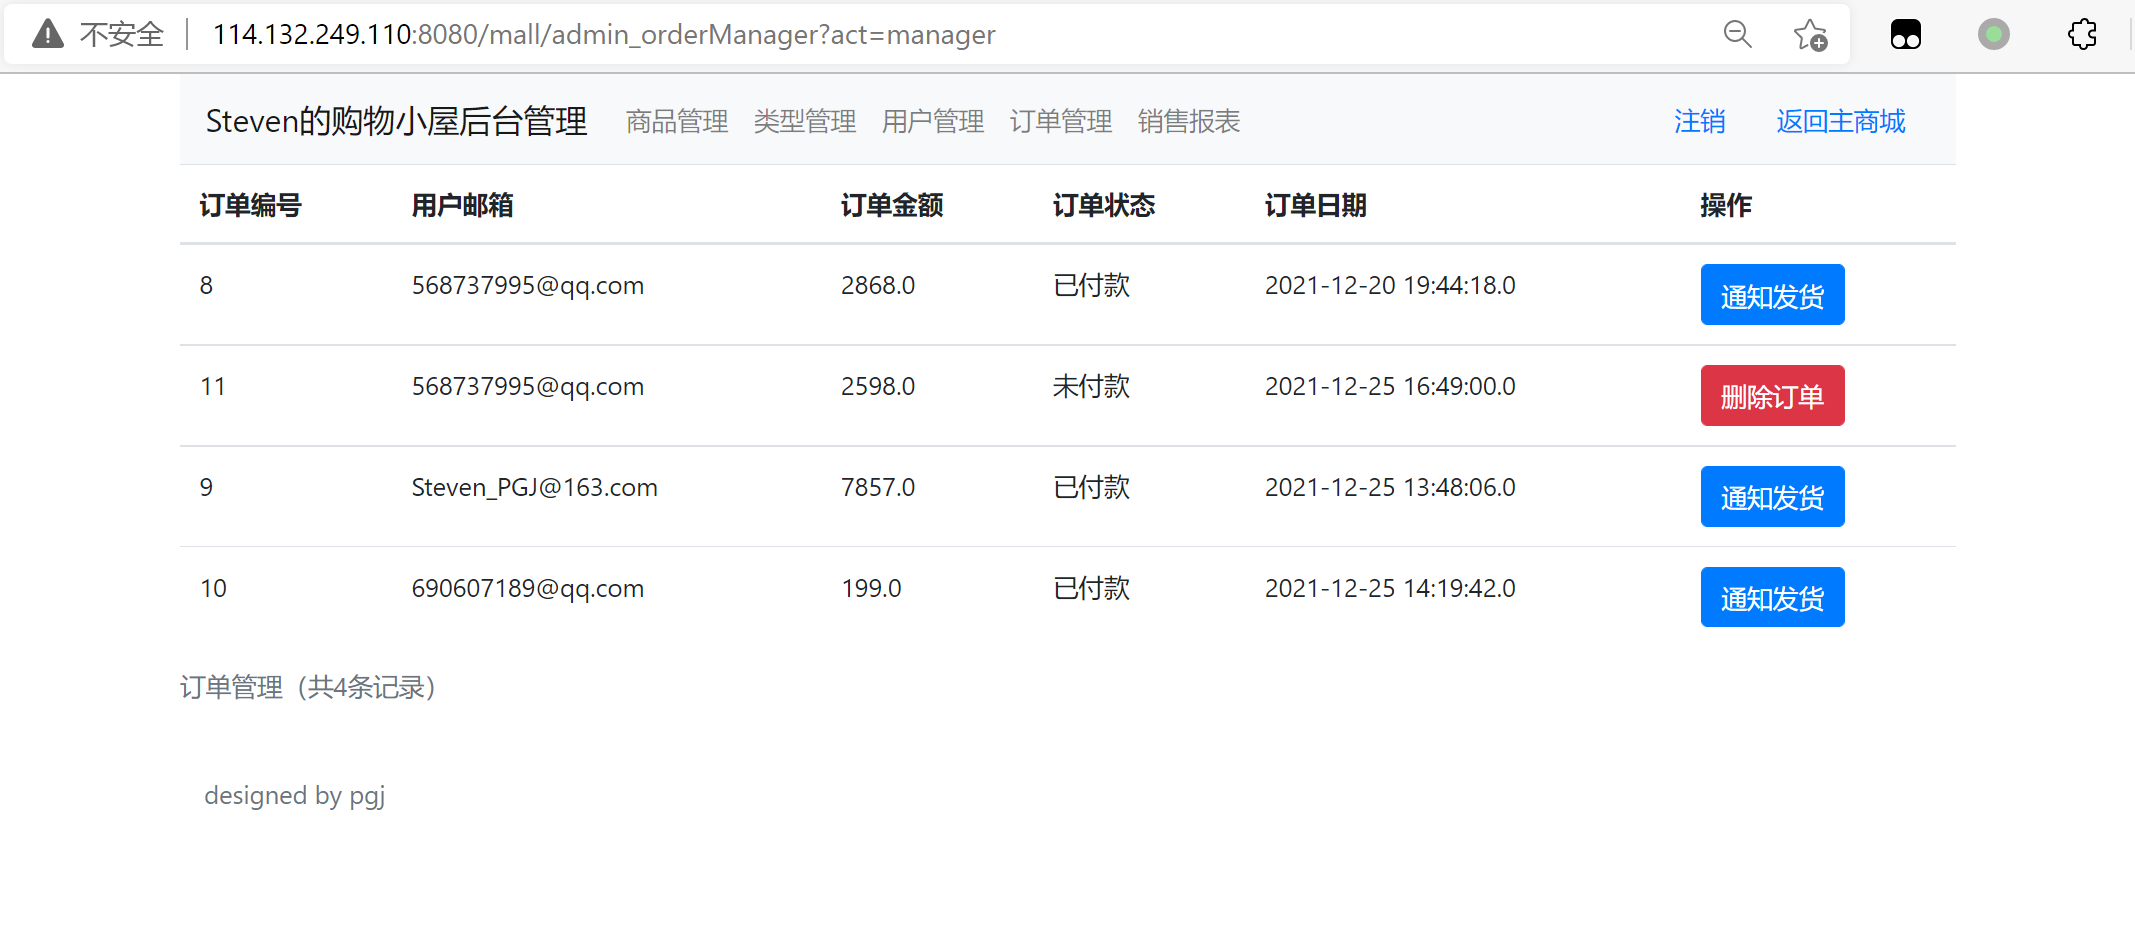 不安全 114.132.249.110:8080/mall/admin_orderManager?act=manager
Steven的购物小屋后台管理 商品管理 类型管理 用户管理 订单管理 销售报表 注销 返回主商城
订单编号 用户邮箱 订单金额 订单状态 订单日期 操作
8 568737995@qq.com 2868.0 已付款 2021-12-20 19:44:18.0 通知发货
11 568737995@qq.com 2598.0 未付款 2021-12-25 16:49:00.0 删除订单
9 Steven_PGJ@163.com 7857.0 已付款 2021-12-25 13:48:06.0 通知发货
10 690607189@qq.com 199.0 已付款 2021-12-25 14:19:42.0 通知发货
订单管理（共4条记录）
designed by pgj